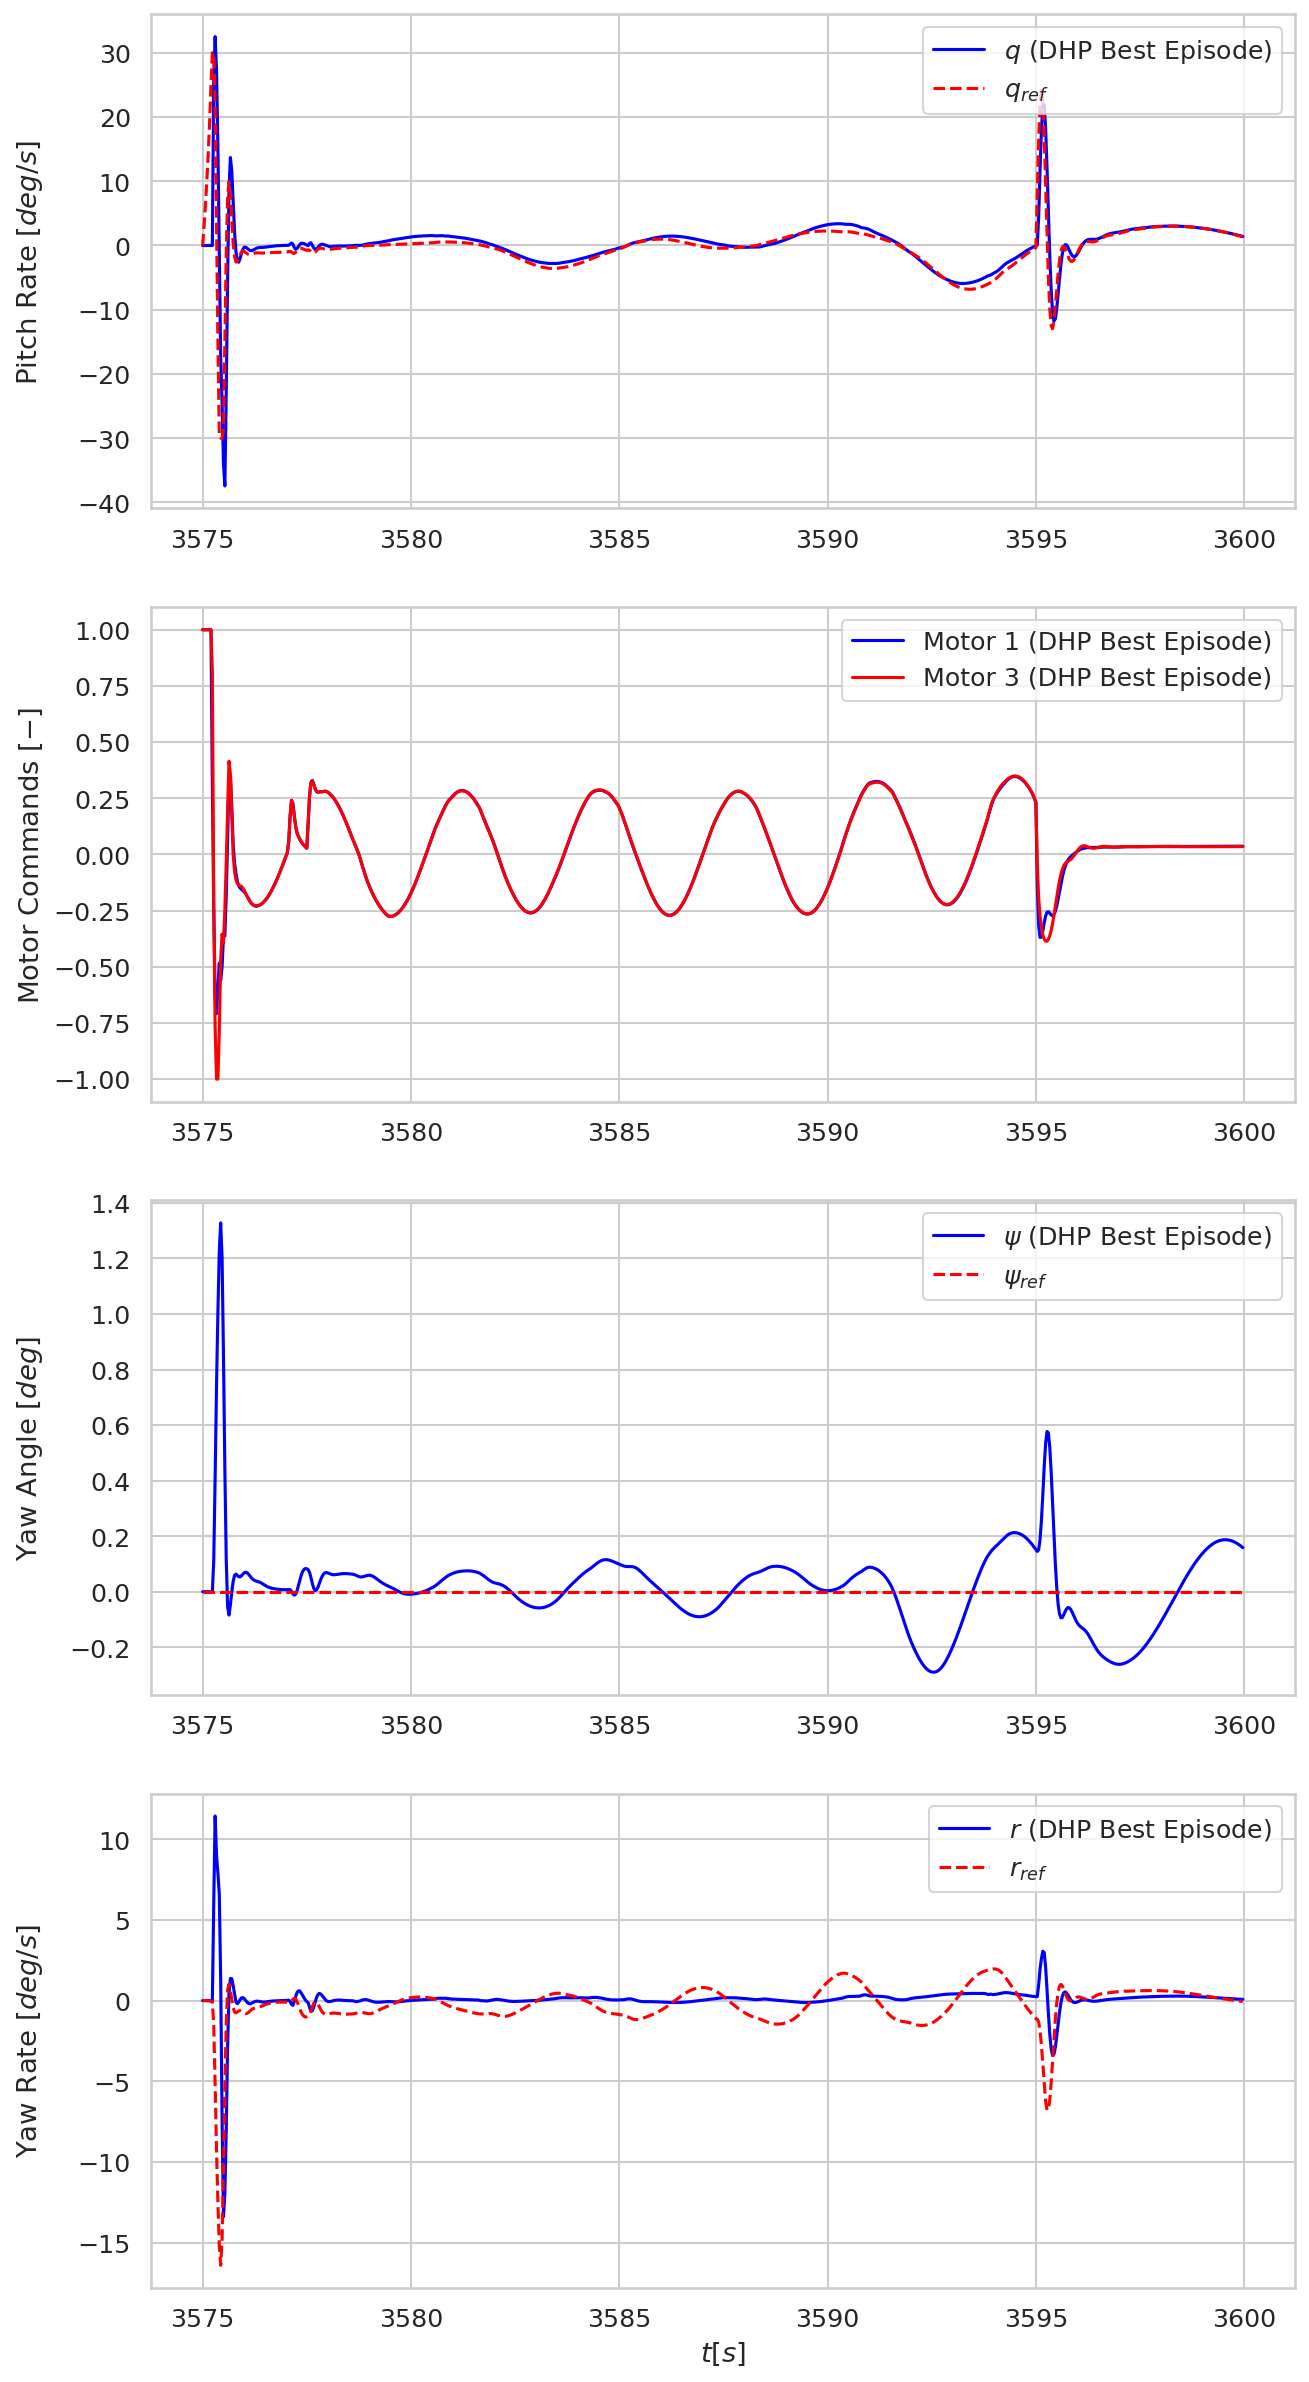 Pitch Rate [deg/s]
30
20
10
0
−10
−20
−30
−40
q (DHP Best Episode)
q_ref
3575 3580 3585 3590 3595 3600
Motor Commands [−]
1.00
0.75
0.50
0.25
0.00
−0.25
−0.50
−0.75
−1.00
Motor 1 (DHP Best Episode)
Motor 3 (DHP Best Episode)
3575 3580 3585 3590 3595 3600
Yaw Angle [deg]
1.4
1.2
1.0
0.8
0.6
0.4
0.2
0.0
−0.2
ψ (DHP Best Episode)
ψ_ref
3575 3580 3585 3590 3595 3600
Yaw Rate [deg/s]
10
5
0
−5
−10
−15
r (DHP Best Episode)
r_ref
3575 3580 3585 3590 3595 3600
t[s]